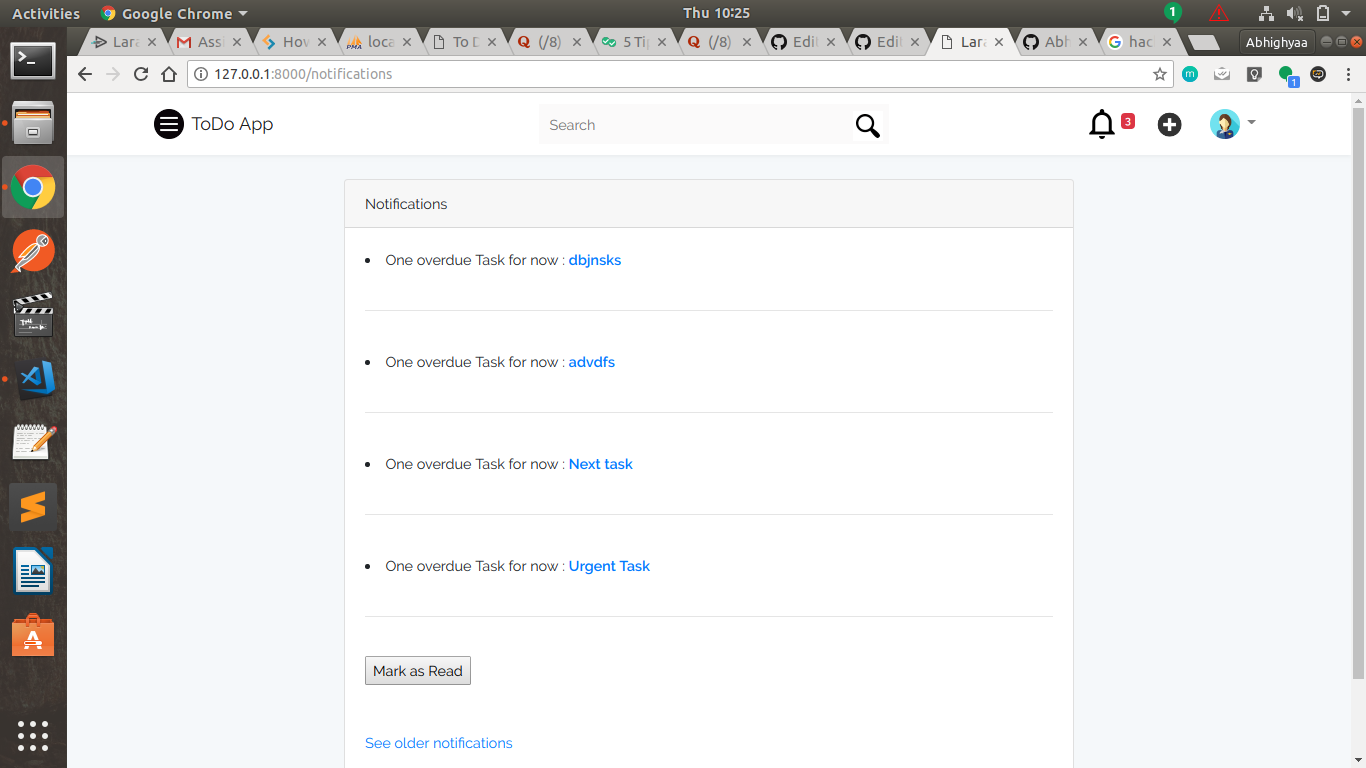 Activities Google Chrome Thu 10:25 1
Lara Assi How loca To D (/8) 5 Tip (/8) Edit Edit Lara Abh hac Abhighyaa
127.0.0.1:8000/notifications 1
ToDo App Search 3
Notifications
One overdue Task for now : dbjnsks
One overdue Task for now : advdfs
One overdue Task for now : Next task
One overdue Task for now : Urgent Task
Mark as Read
See older notifications